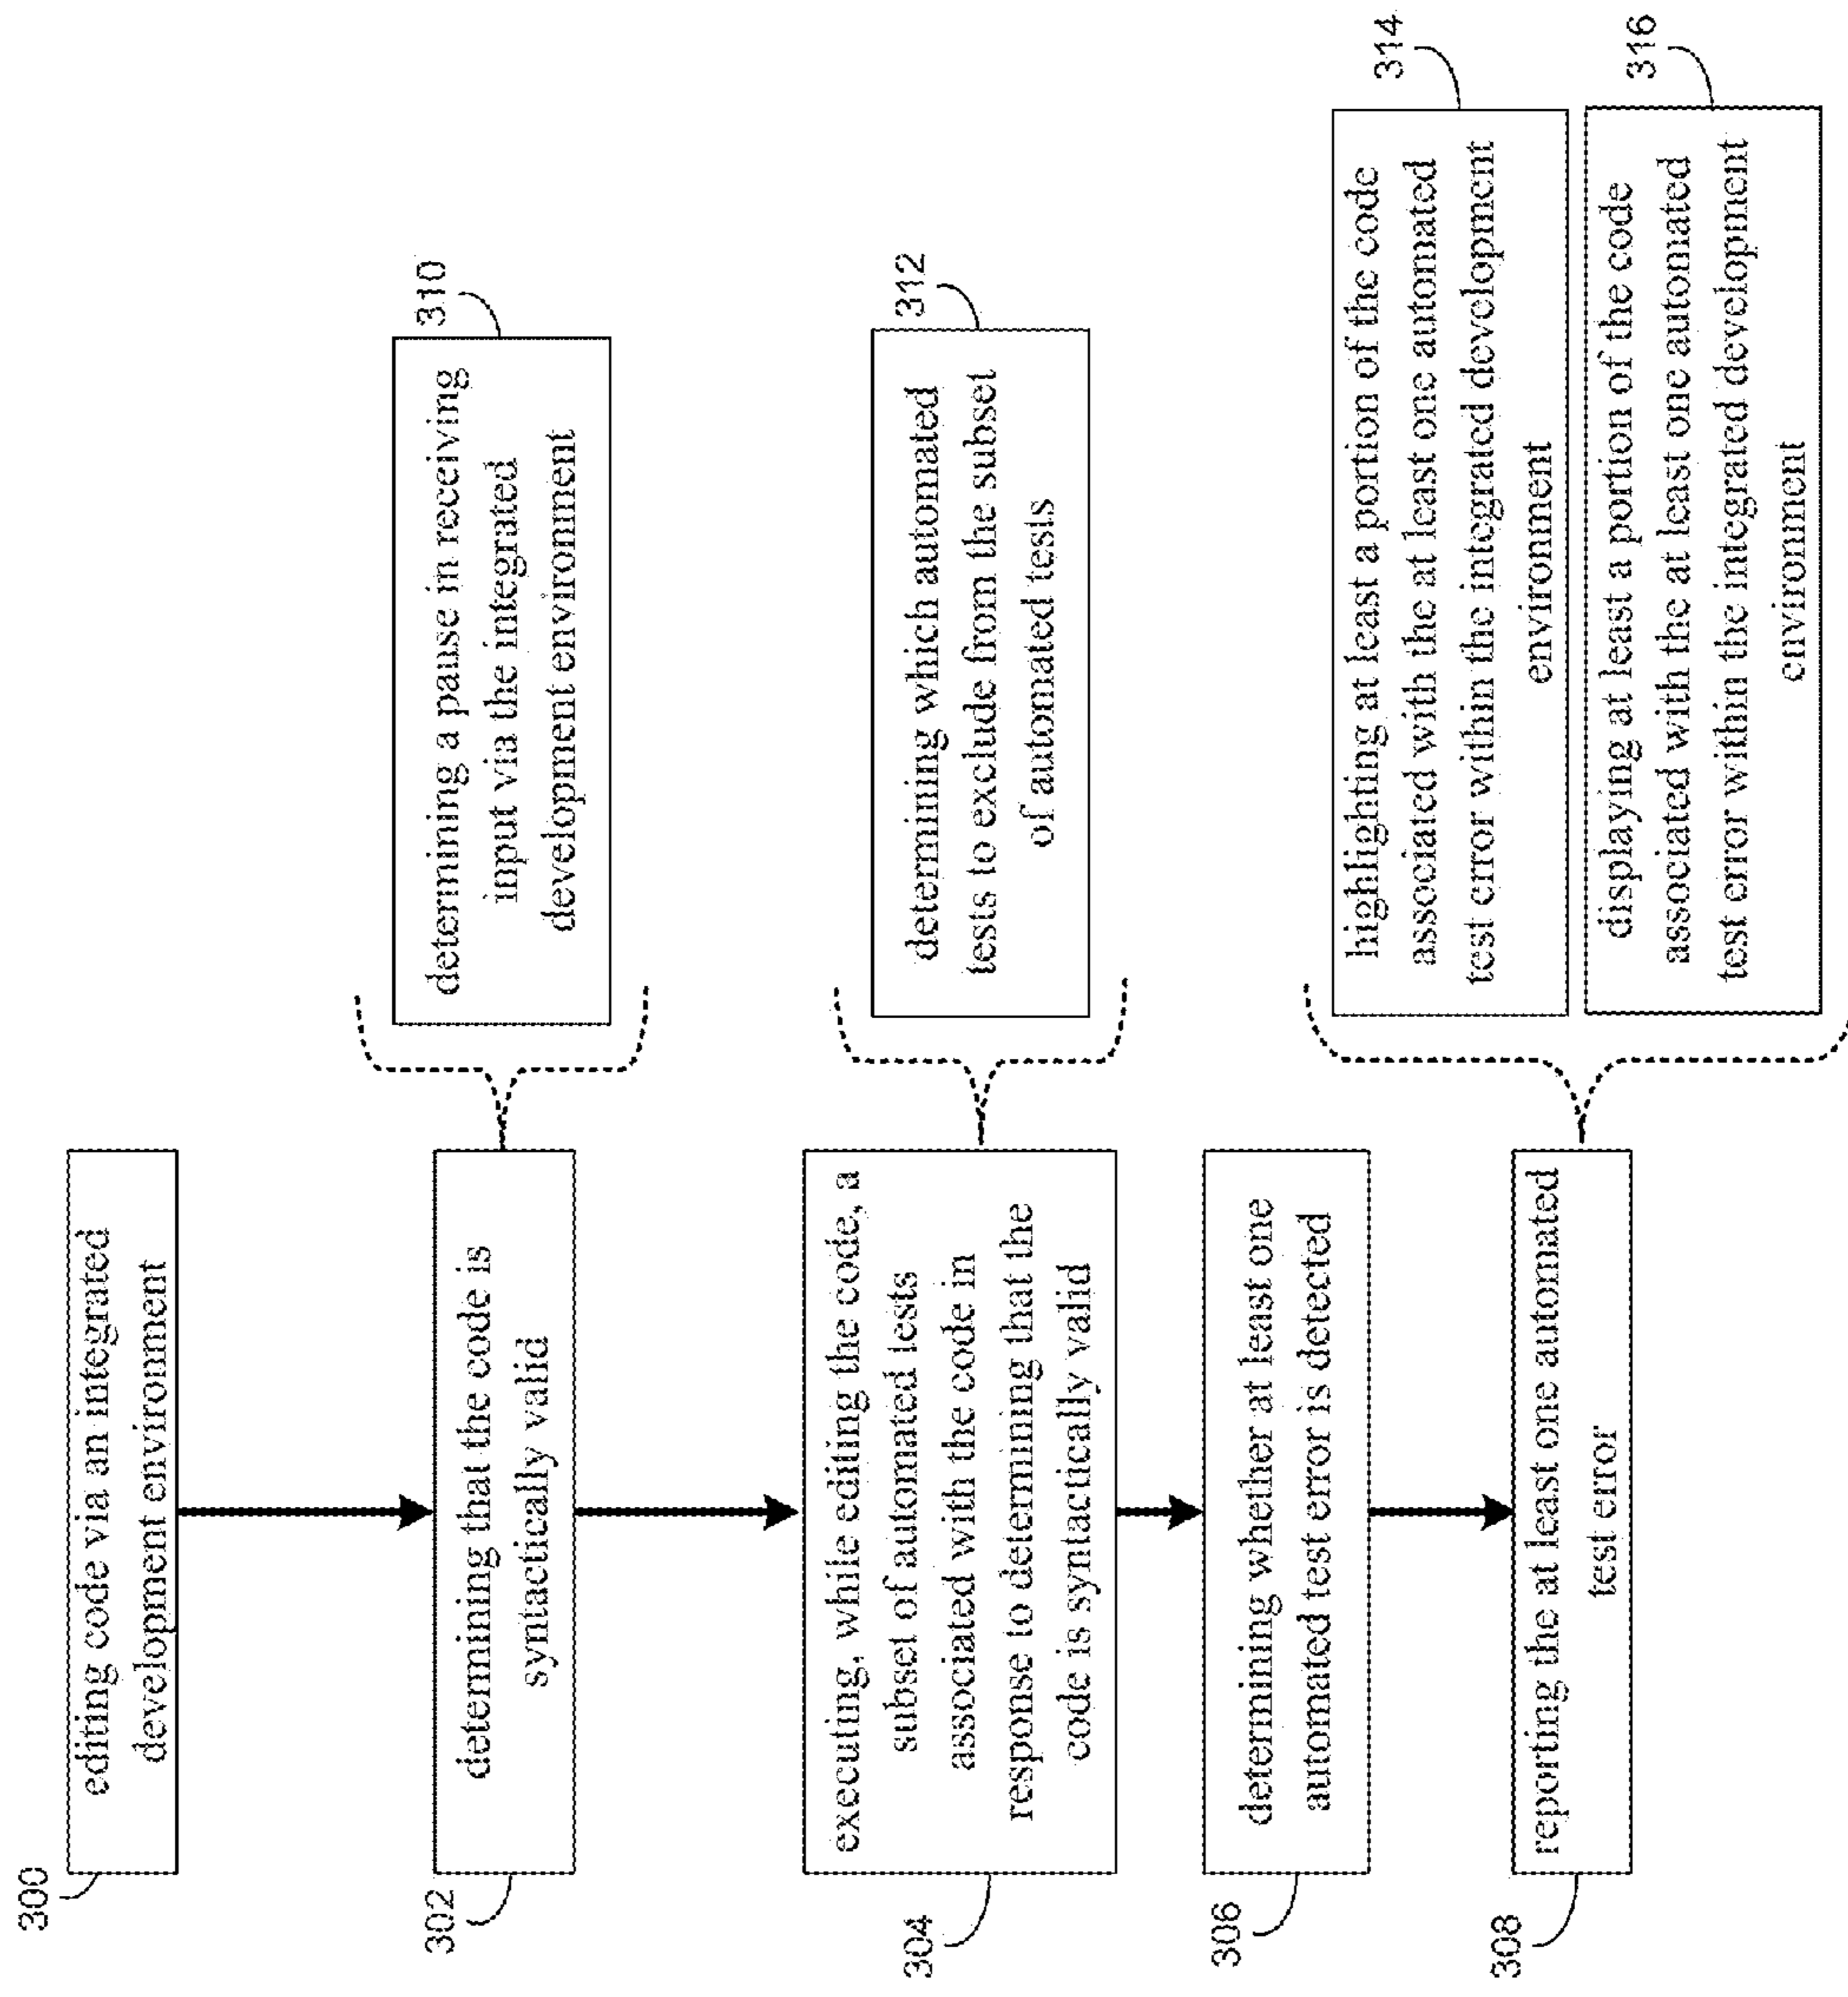 300
editing code via an integrated
development environment
302
determining that the code is
syntactically valid
310
determining a pause in receiving
input via the integrated
development environment
304
executing, while editing the code, a
subset of automated tests
associated with the code in
response to determining that the
code is syntactically valid
312
determining which automated
tests to exclude from the subset
of automated tests
306
determining whether at least one
automated test error is detected
308
reporting the at least one automated
test error
314
highlighting at least a portion of the code
associated with the at least one automated
test error within the integrated development
environment
316
displaying at least a portion of the code
associated with the at least one automated
test error within the integrated development
environment